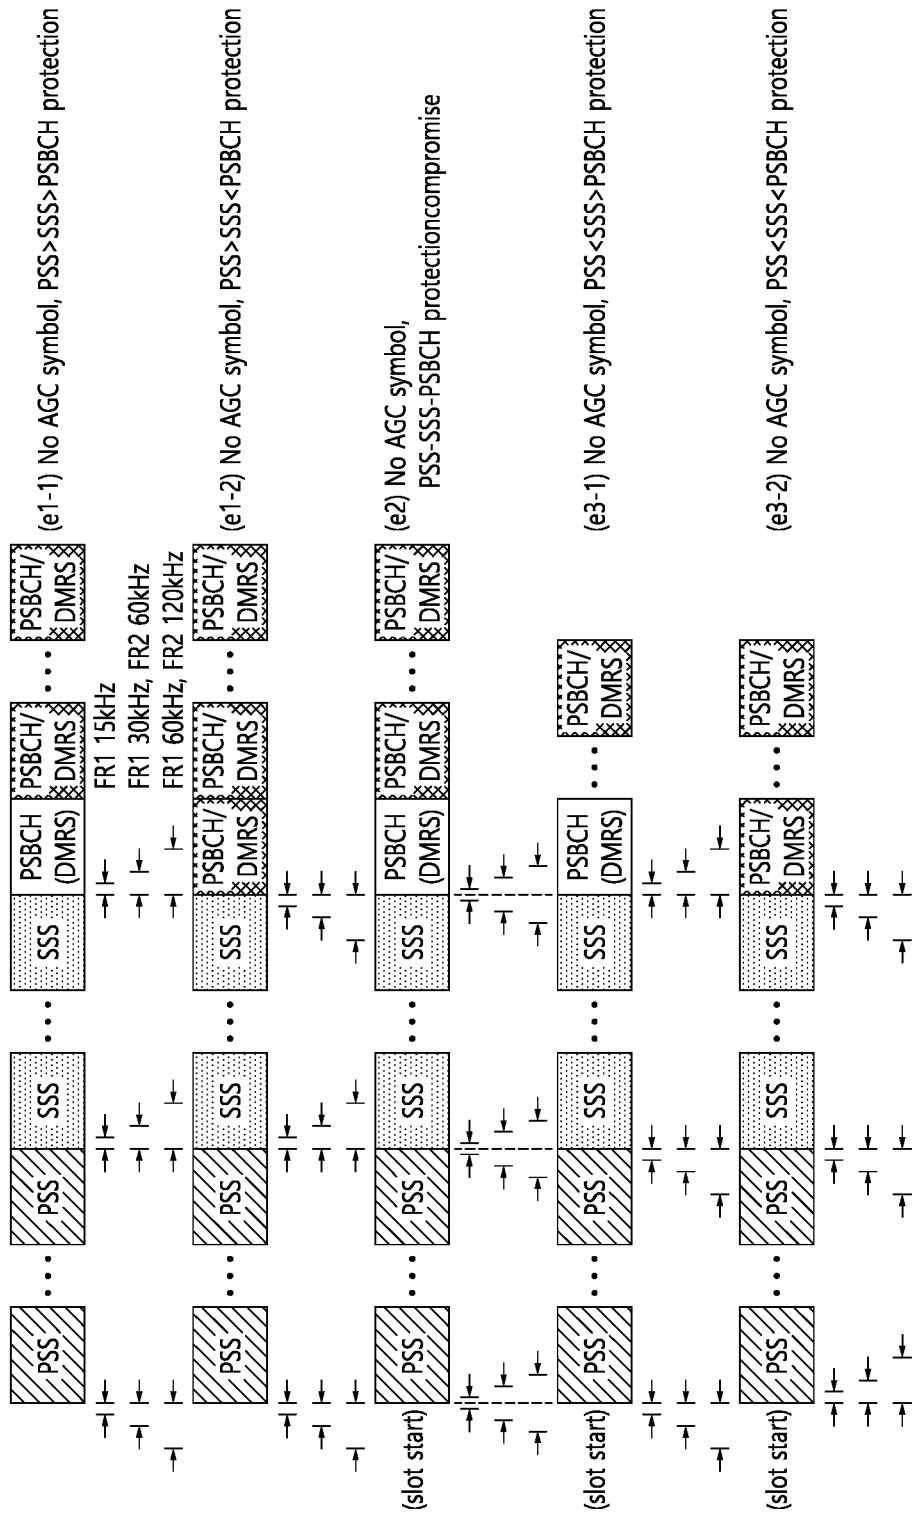 PSS
PSS
SSS
SSS
PSBCH
(DMRS)
PSBCH/
DMRS
PSBCH/
DMRS
(e1-1) No AGC symbol, PSS>SSS>PSBCH protection
FR1 15kHz
FR1 30kHz, FR2 60kHz
FR1 60kHz, FR2 120kHz
PSS
PSS
SSS
SSS
PSBCH/
DMRS
PSBCH/
DMRS
PSBCH/
DMRS
(e1-2) No AGC symbol, PSS>SSS<PSBCH protection
(slot start)
PSS
PSS
SSS
SSS
PSBCH
(DMRS)
PSBCH/
DMRS
PSBCH/
DMRS
(e2) No AGC symbol,
PSS-SSS-PSBCH protectioncompromise
(slot start)
PSS
PSS
SSS
SSS
PSBCH
(DMRS)
PSBCH/
DMRS
(e3-1) No AGC symbol, PSS<SSS>PSBCH protection
(slot start)
PSS
PSS
SSS
SSS
PSBCH/
DMRS
PSBCH/
DMRS
(e3-2) No AGC symbol, PSS<SSS<PSBCH protection